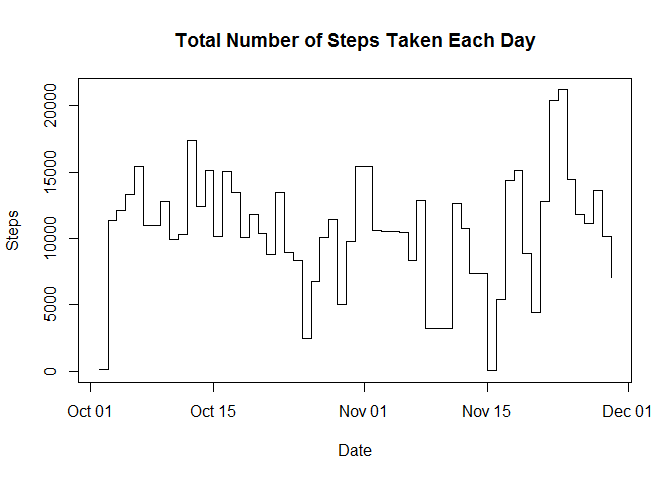 Total Number of Steps Taken Each Day
Steps
20000
15000
10000
5000
0
Oct 01 Oct 15 Nov 01 Nov 15 Dec 01
Date